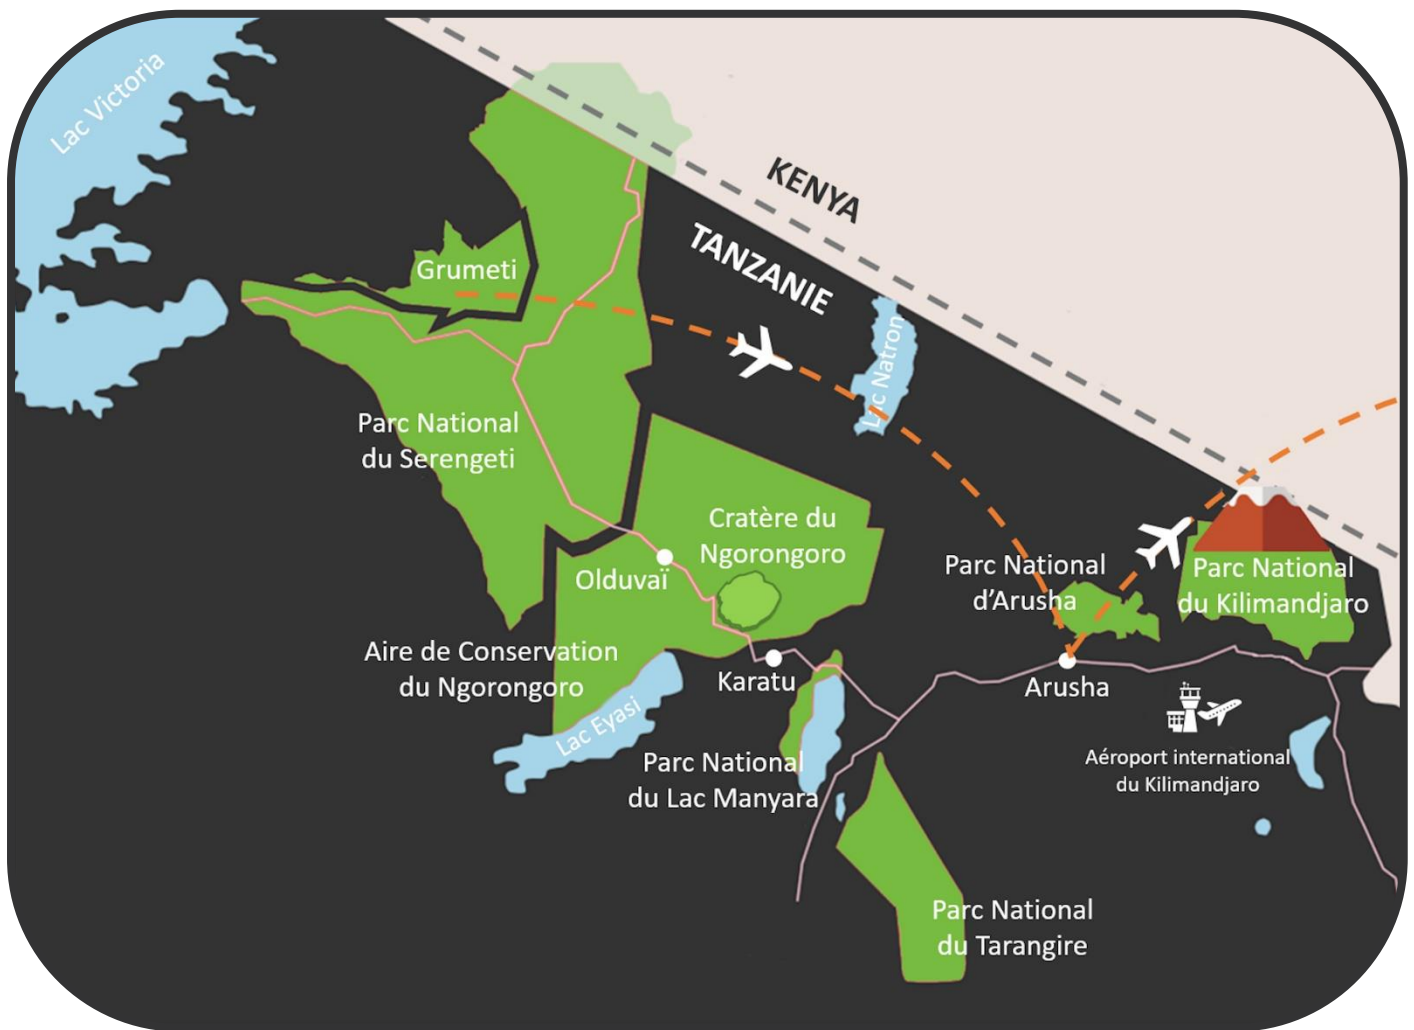 Lac Victoria
KENYA
TANZANIE
Grumeti
Lac Natron
Parc National
du Serengeti
Cratère du
Ngorongoro
Olduvaï
Parc National
d'Arusha
Parc National
du Kilimandjaro
Aire de Conservation
du Ngorongoro
Karatu
Arusha
Lac Eyasi
Parc National
du Lac Manyara
Aéroport international
du Kilimandjaro
Parc National
du Tarangire